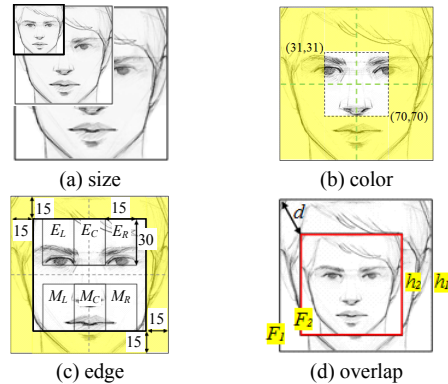 (31,31)
(70,70)
(a) size
(b) color
15
15
15
E_L E_C E_R
30
M_L M_C M_R
15
15
(c) edge
d
h_2 h_1
F_2
F_1
(d) overlap